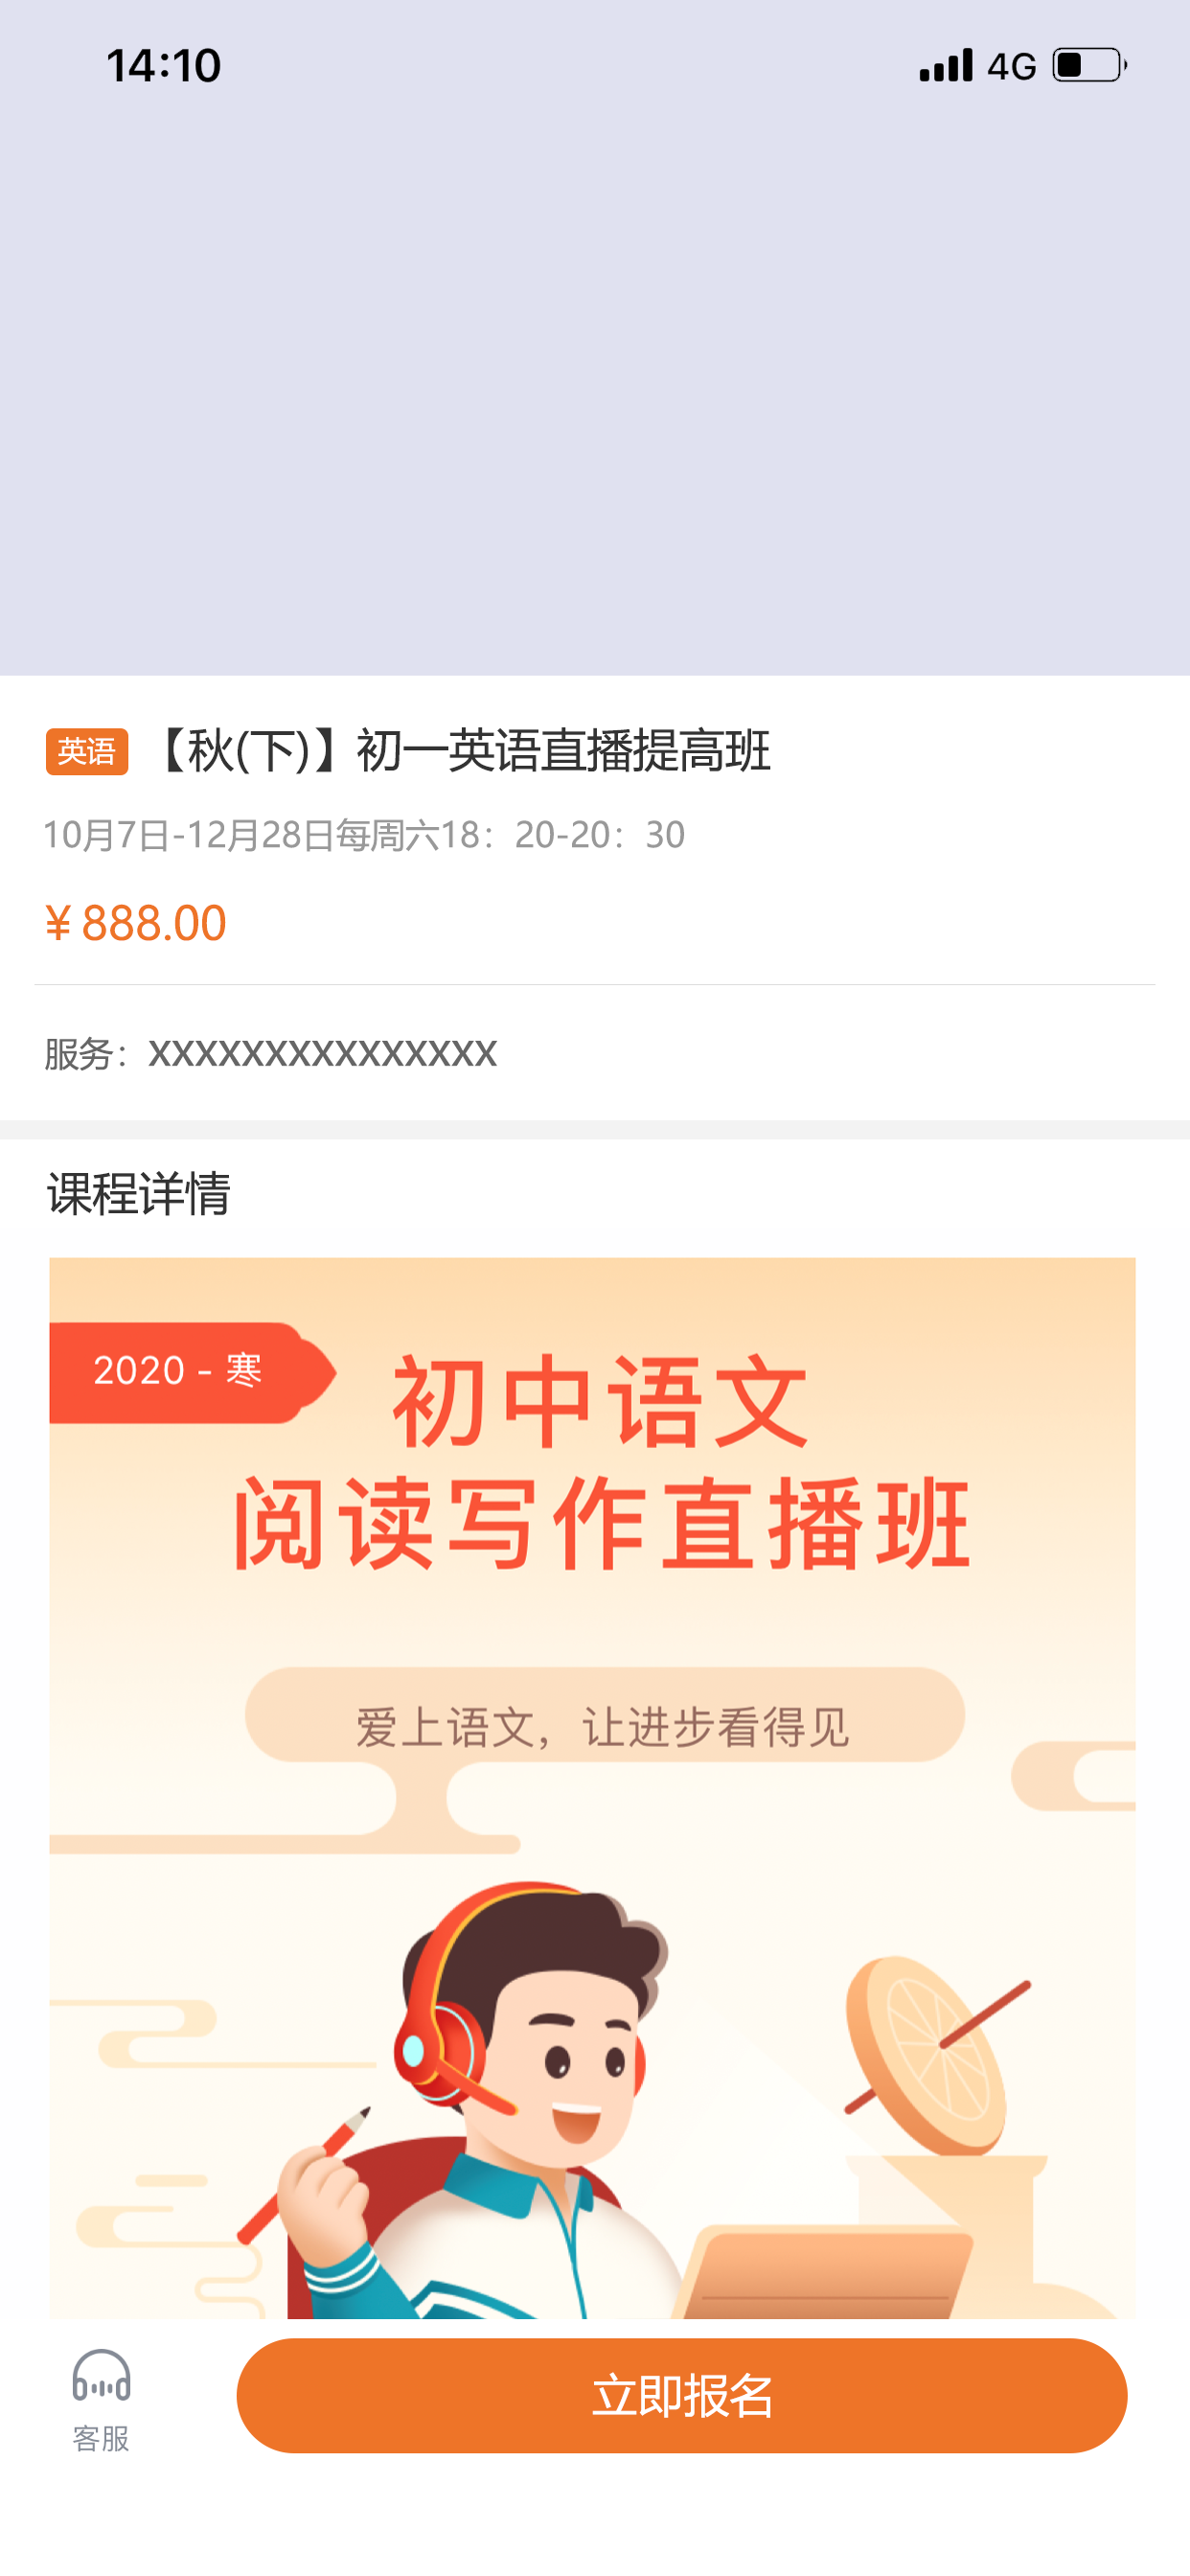 14:10 4G
英语 【秋(下)】初一英语直播提高班
10月7日-12月28日每周六18：20-20：30
¥ 888.00
服务：XXXXXXXXXXXXXXX
课程详情
2020 - 寒
初中语文
阅读写作直播班
爱上语文，让进步看得见
客服
立即报名